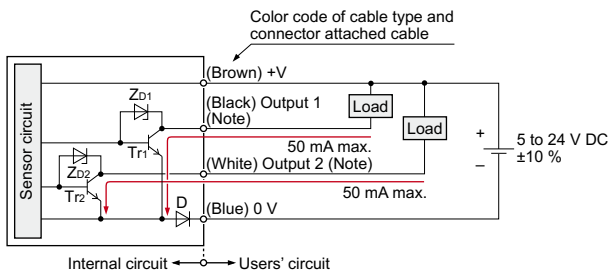 Color code of cable type and
connector attached cable
(Brown) +V
ZD1
(Black) Output 1
(Note)
Load
Load
Sensor circuit
Tr1
50 mA max.
5 to 24 V DC
±10 %
+
−
ZD2
(White) Output 2 (Note)
Tr2
50 mA max.
D
(Blue) 0 V
Internal circuit
Users' circuit